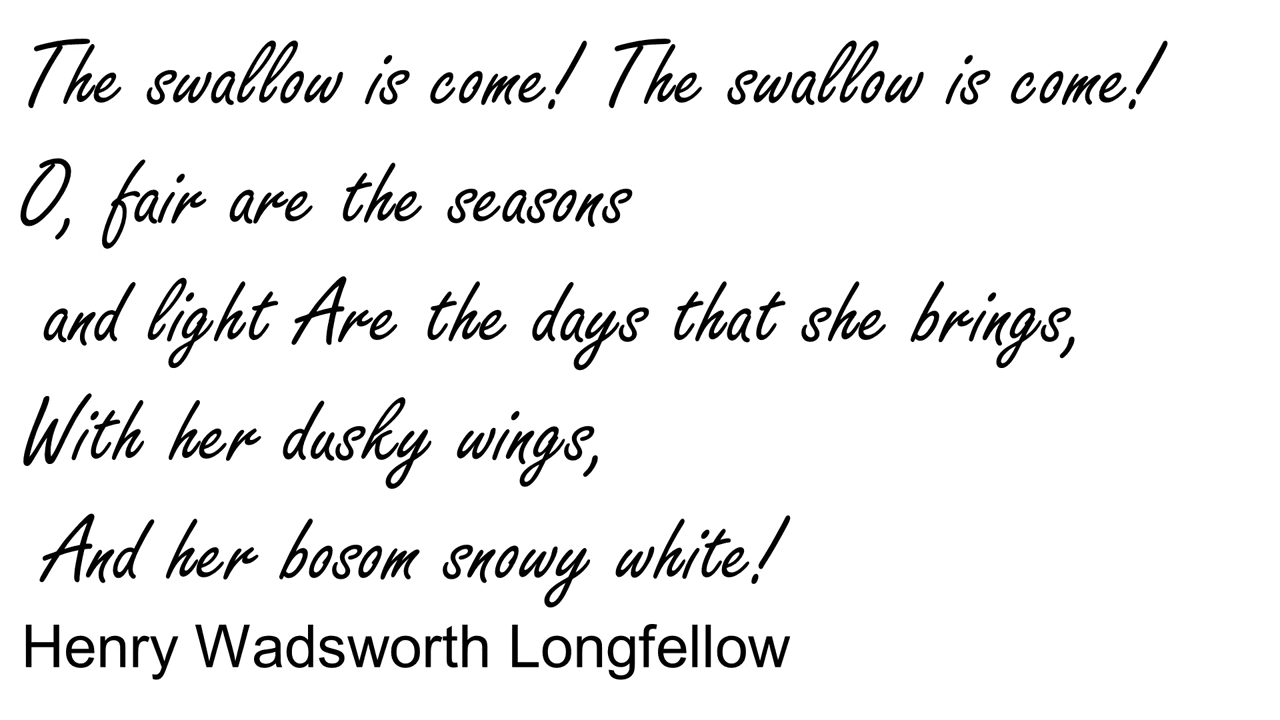 The swallow is come! The swallow is come!
O, fair are the seasons
and light Are the days that she brings,
With her dusky wings,
And her bosom snowy white!
Henry Wadsworth Longfellow